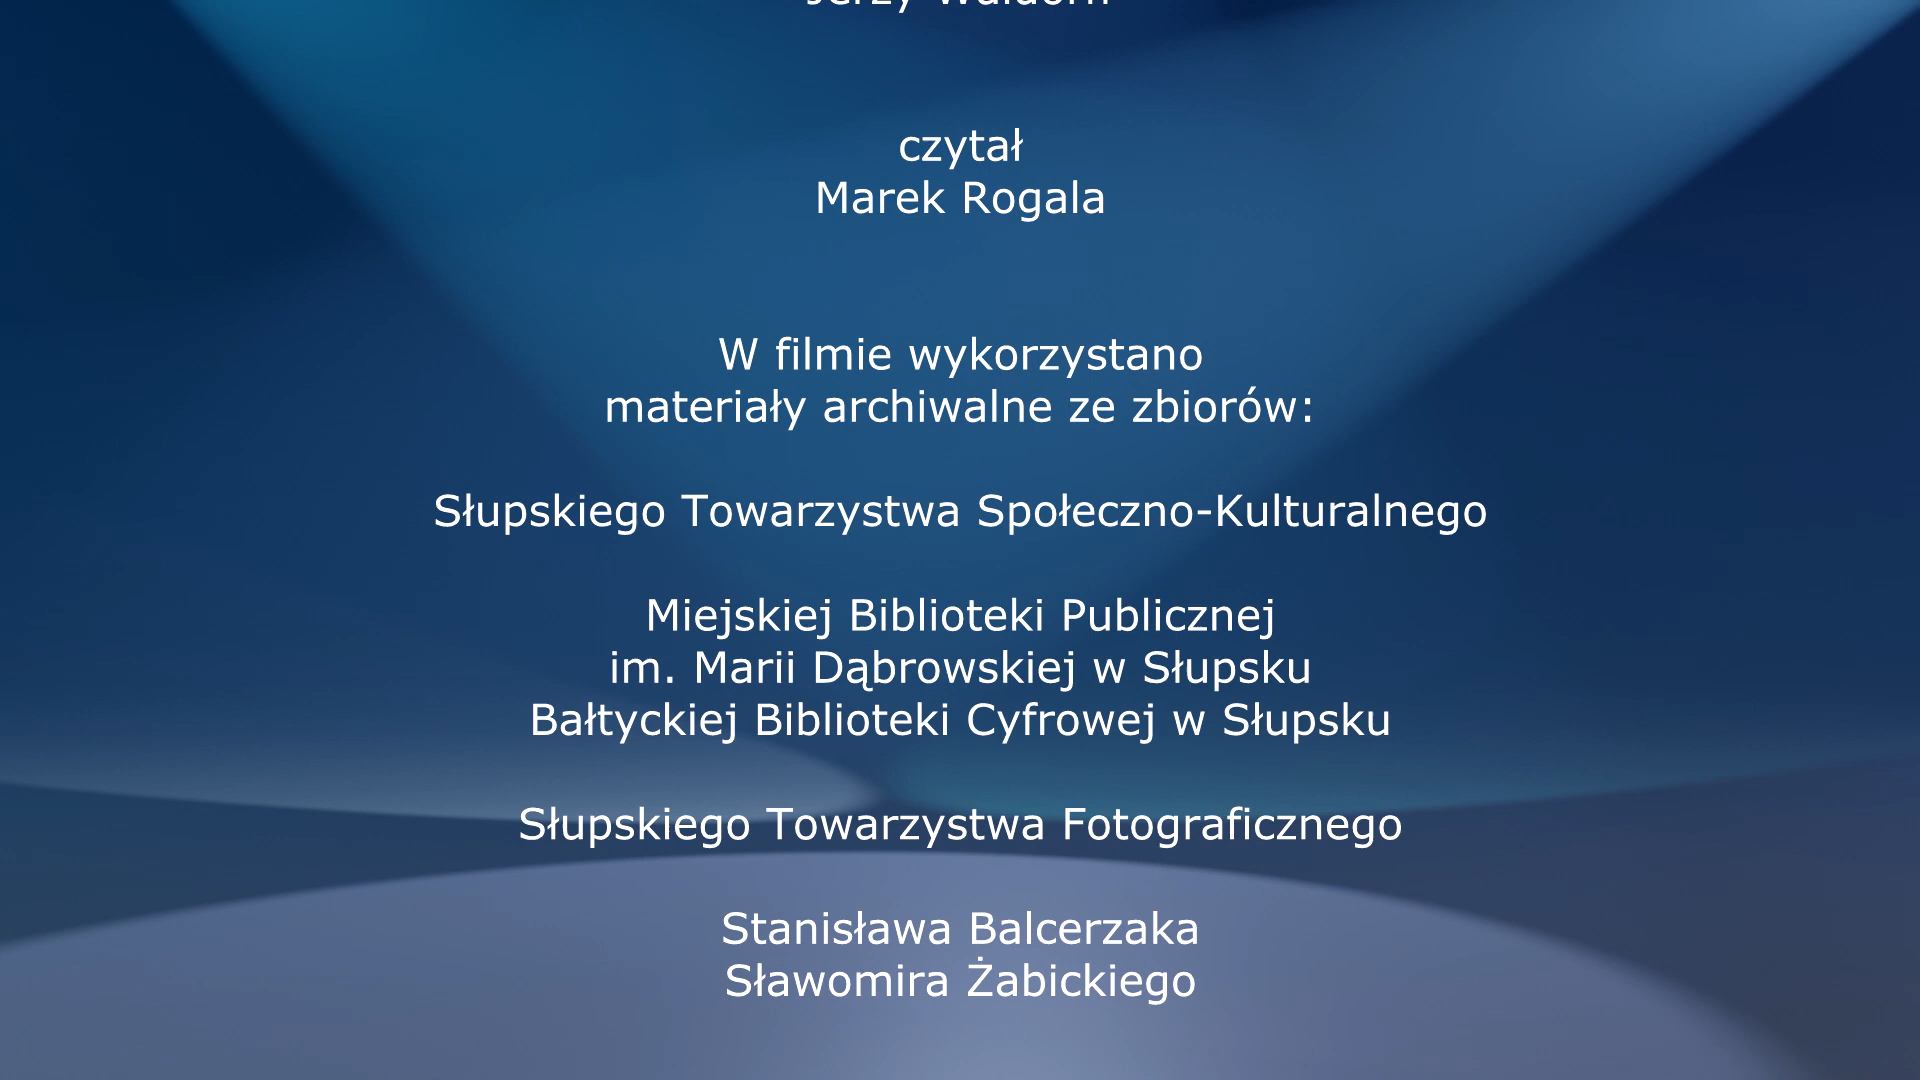 czytał
Marek Rogala
W filmie wykorzystano
materiały archiwalne ze zbiorów:
Słupskiego Towarzystwa Społeczno-Kulturalnego
Miejskiej Biblioteki Publicznej
im. Marii Dąbrowskiej w Słupsku
Bałtyckiej Biblioteki Cyfrowej w Słupsku
Słupskiego Towarzystwa Fotograficznego
Stanisława Balcerzaka
Sławomira Żabickiego